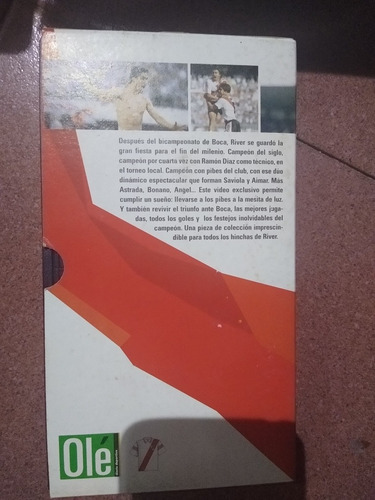 Después del bicampeonato de Boca, River se guardó la
gran fiesta para el fin del milenio. Campeón del siglo,
campeón por cuarta vez con Ramón Díaz como técnico, en
el torneo local. Campeón con pibes del club, con ese dúo
dinámico espectacular que forman Saviola y Aimar. Más
Astrada, Bonano, Angel... Este video exclusivo permite
cumplir un sueño: llevarse a los pibes a la mesita de luz.
Y también revivir el triunfo ante Boca, las mejores juga-
das, todos los goles y los festejos inolvidables del
campeón. Una pieza de colección imprescin-
dible para todos los hinchas de River.
Olé